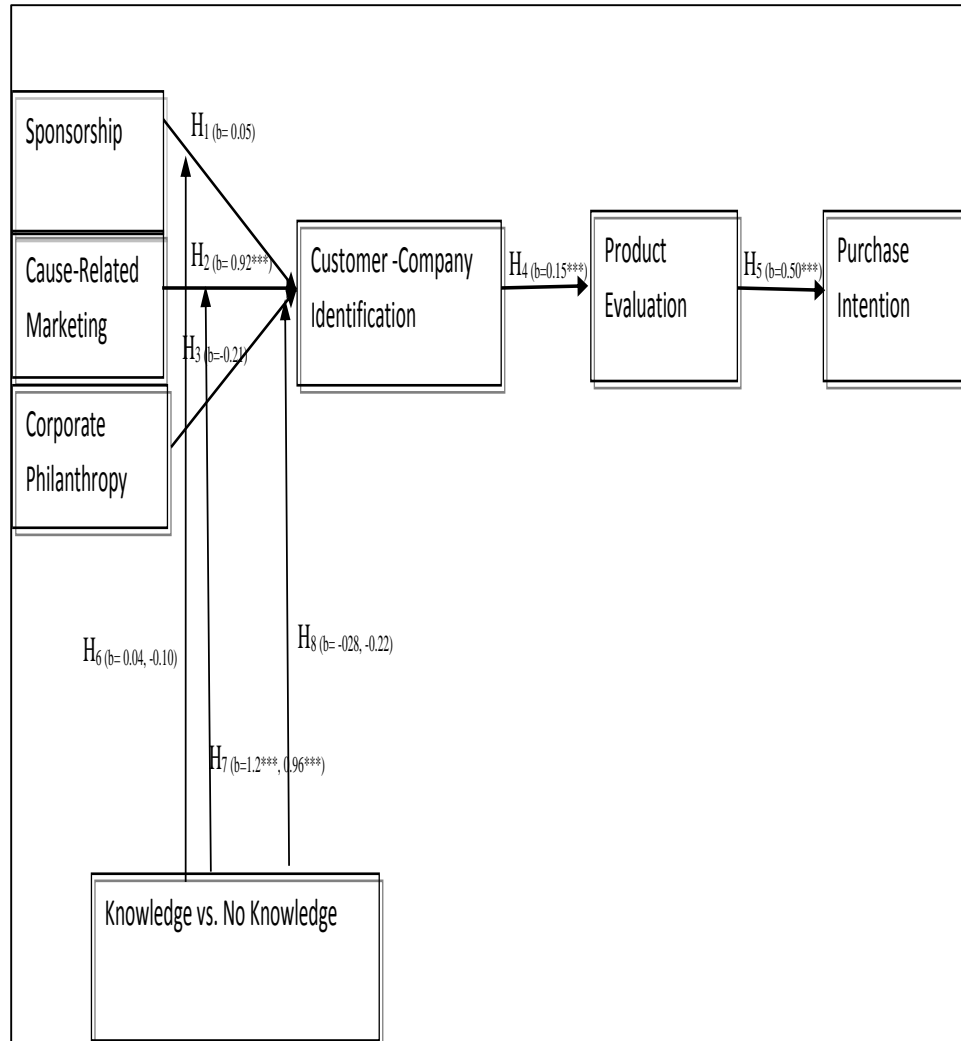 Sponsorship
H1 (b= 0.05)
Cause-Related
Marketing
H2 (b= 0.92***)
Customer -Company
Identification
H4 (b=0.15***)
Product
Evaluation
H5 (b=0.50***)
Purchase
Intention
H3 (b=-0.21)
Corporate
Philanthropy
H6 (b= 0.04, -0.10)
H8 (b= -028, -0.22)
H7 (b=1.2***, 0.96***)
Knowledge vs. No Knowledge